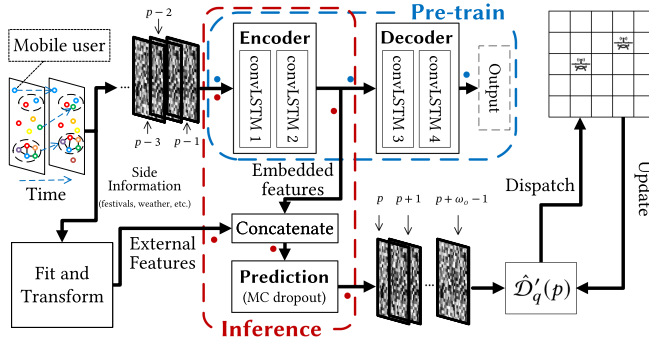 Mobile user
Time
p−2
...
p−3
p−1
Side
Information
(festivals, weather, etc.)
Pre-train
Encoder
convLSTM 1
convLSTM 2
Decoder
convLSTM 3
convLSTM 4
Output
Embedded
features
Fit and
Transform
External
Features
Concatenate
Prediction
(MC dropout)
Inference
p
p+1
p+ω_o−1
...
𝒟̂′_q(p)
Dispatch
Update